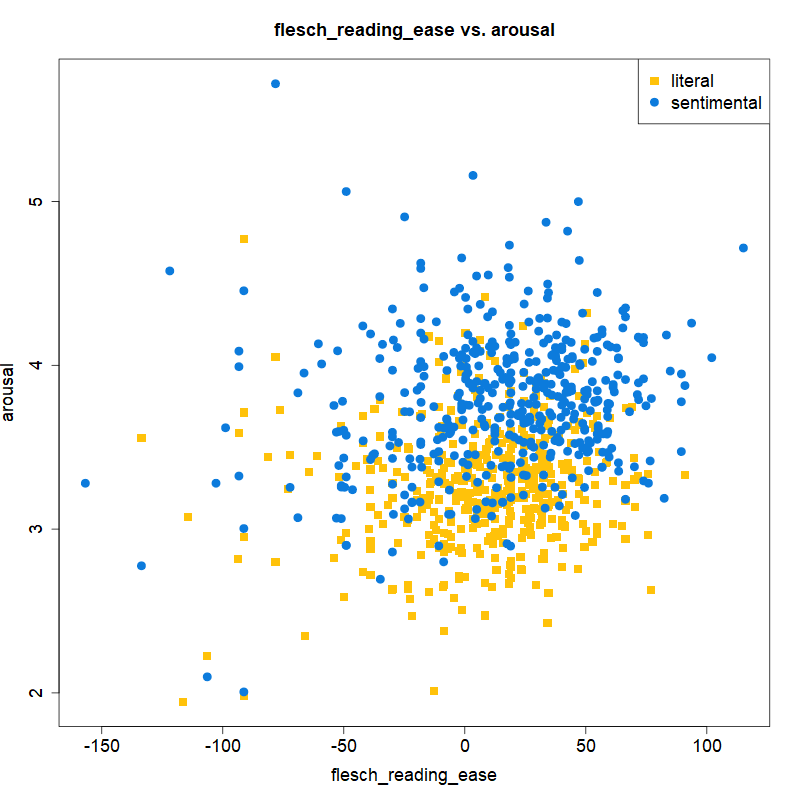 flesch_reading_ease vs. arousal
literal
sentimental
5
4
3
2
arousal
-150 -100 -50 0 50 100
flesch_reading_ease